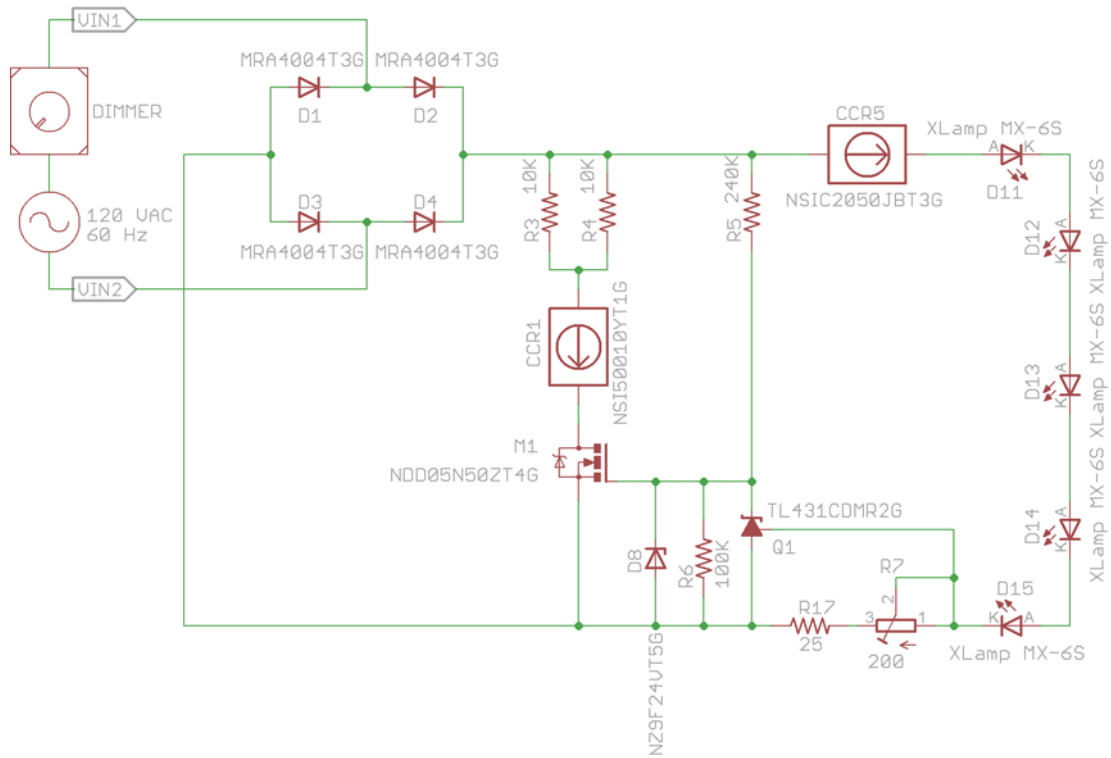 VIN1
MRA4004T3G
MRA4004T3G
DIMMER
D1
D2
CCR5
XLamp MX-6S
A
K
D11
NSIC2050JBT3G
10K
10K
240K
R3
R4
R5
120 VAC
60 Hz
D3
D4
MRA4004T3G
MRA4004T3G
VIN2
D12
A
K
XLamp MX-6S
CCR1
NSI50010YT1G
D13
A
K
XLamp MX-6S
M1
NDD05N50ZT4G
TL431CDMR2G
Q1
D14
A
K
XLamp MX-6S
D8
NZ9F24VT5G
R6
100K
R7
2
3
1
200
R17
25
D15
K
A
XLamp MX-6S